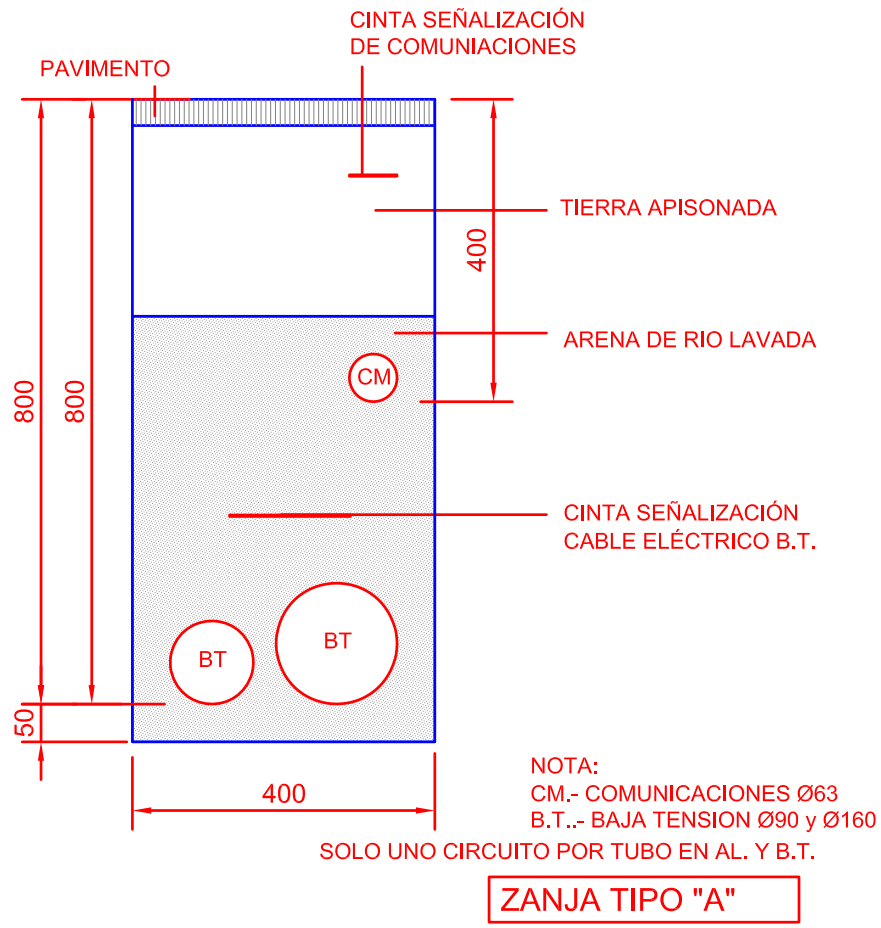 CINTA SEÑALIZACIÓN
DE COMUNIACIONES
PAVIMENTO
TIERRA APISONADA
400
ARENA DE RIO LAVADA
CM
800
800
CINTA SEÑALIZACIÓN
CABLE ELÉCTRICO B.T.
BT
BT
50
400
NOTA:
CM.- COMUNICACIONES Ø63
B.T..- BAJA TENSION Ø90 y Ø160
SOLO UNO CIRCUITO POR TUBO EN AL. Y B.T.
ZANJA TIPO "A"